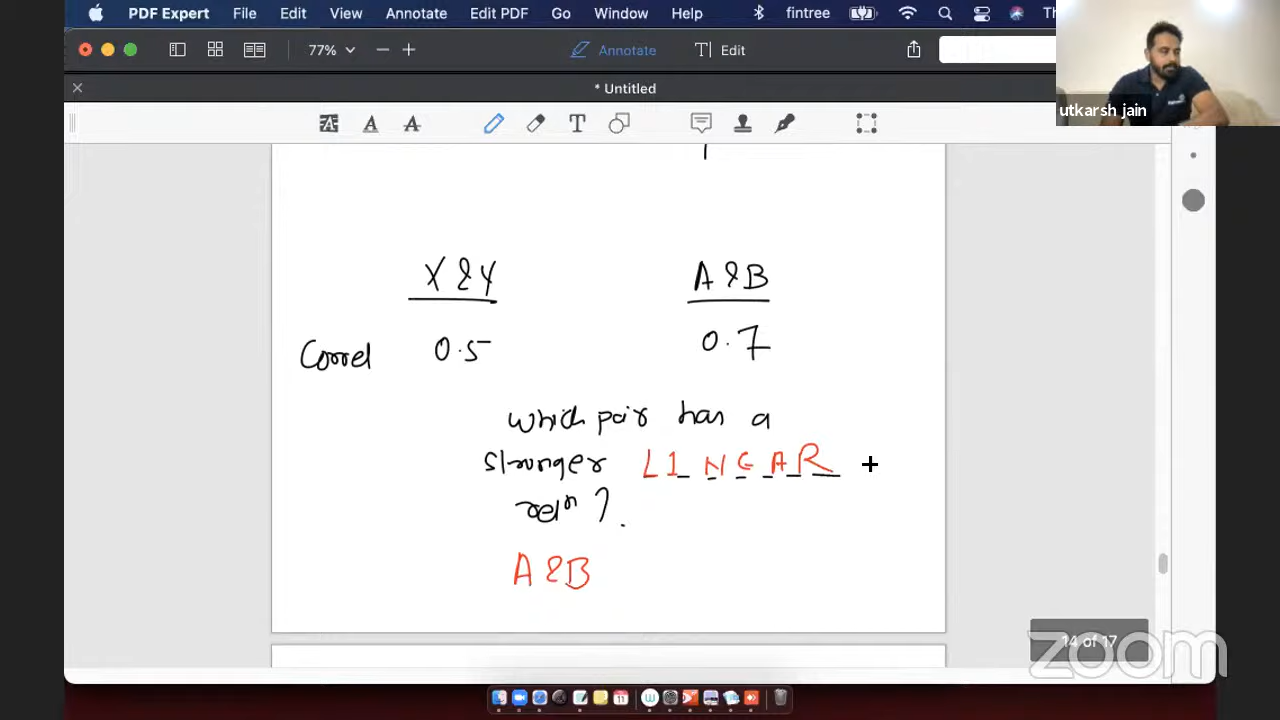 PDF Expert File Edit View Annotate Edit PDF Go Window Help fintree
77% Annotate Edit
* Untitled
utkarsh jain
X & Y A & B
Correl 0.5 0.7
which pair has a
stronger LINEAR
relⁿ ?
A & B
14 of 17
zoom